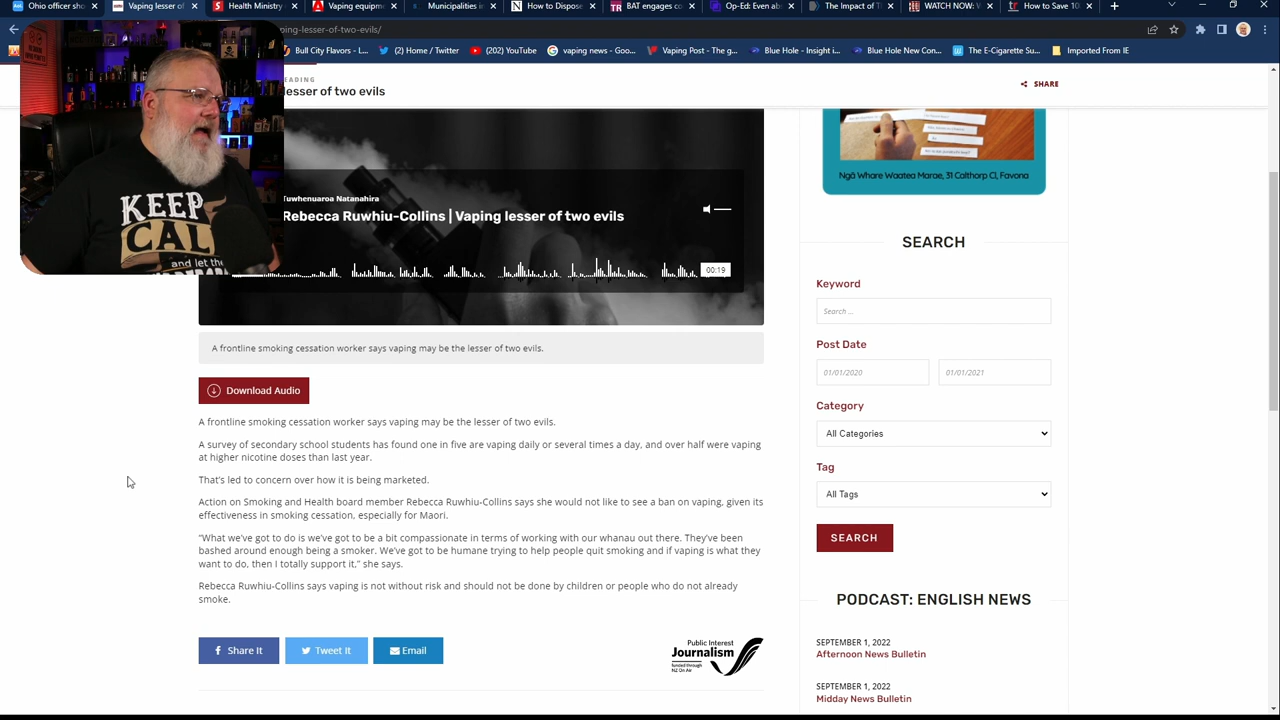 Ohio officer sho
Vaping lesser of
Health Ministry
Vaping equipme
Municipalities in
How to Dispose
BAT engages co
Op-Ed: Even ab
The Impact of T
WATCH NOW: V
How to Save 10
ping-lesser-of-two-evils/
Bull City Flavors - L...
(2) Home / Twitter
(202) YouTube
vaping news - Goo...
Vaping Post - The g...
Blue Hole - Insight i...
Blue Hole New Con...
The E-Cigarette Su...
Imported From IE
EADING
lesser of two evils
SHARE
KEEP
CAL
and let the
Tuwhenuaroa Natanahira
Rebecca Ruwhiu-Collins | Vaping lesser of two evils
00:19
A frontline smoking cessation worker says vaping may be the lesser of two evils.
Download Audio
A frontline smoking cessation worker says vaping may be the lesser of two evils.
A survey of secondary school students has found one in five are vaping daily or several times a day, and over half were vaping
at higher nicotine doses than last year.
That's led to concern over how it is being marketed.
Action on Smoking and Health board member Rebecca Ruwhiu-Collins says she would not like to see a ban on vaping, given its
effectiveness in smoking cessation, especially for Maori.
"What we've got to do is we've got to be a bit compassionate in terms of working with our whanau out there. They've been
bashed around enough being a smoker. We've got to be humane trying to help people quit smoking and if vaping is what they
want to do, then I totally support it," she says.
Rebecca Ruwhiu-Collins says vaping is not without risk and should not be done by children or people who do not already
smoke.
Share It
Tweet It
Email
Public Interest
Journalism
funded through
NZ On Air
Ngā Whare Waatea Marae, 31 Calthorp Cl, Favona
SEARCH
Keyword
Search ...
Post Date
01/01/2020
01/01/2021
Category
All Categories
Tag
All Tags
SEARCH
PODCAST: ENGLISH NEWS
SEPTEMBER 1, 2022
Afternoon News Bulletin
SEPTEMBER 1, 2022
Midday News Bulletin